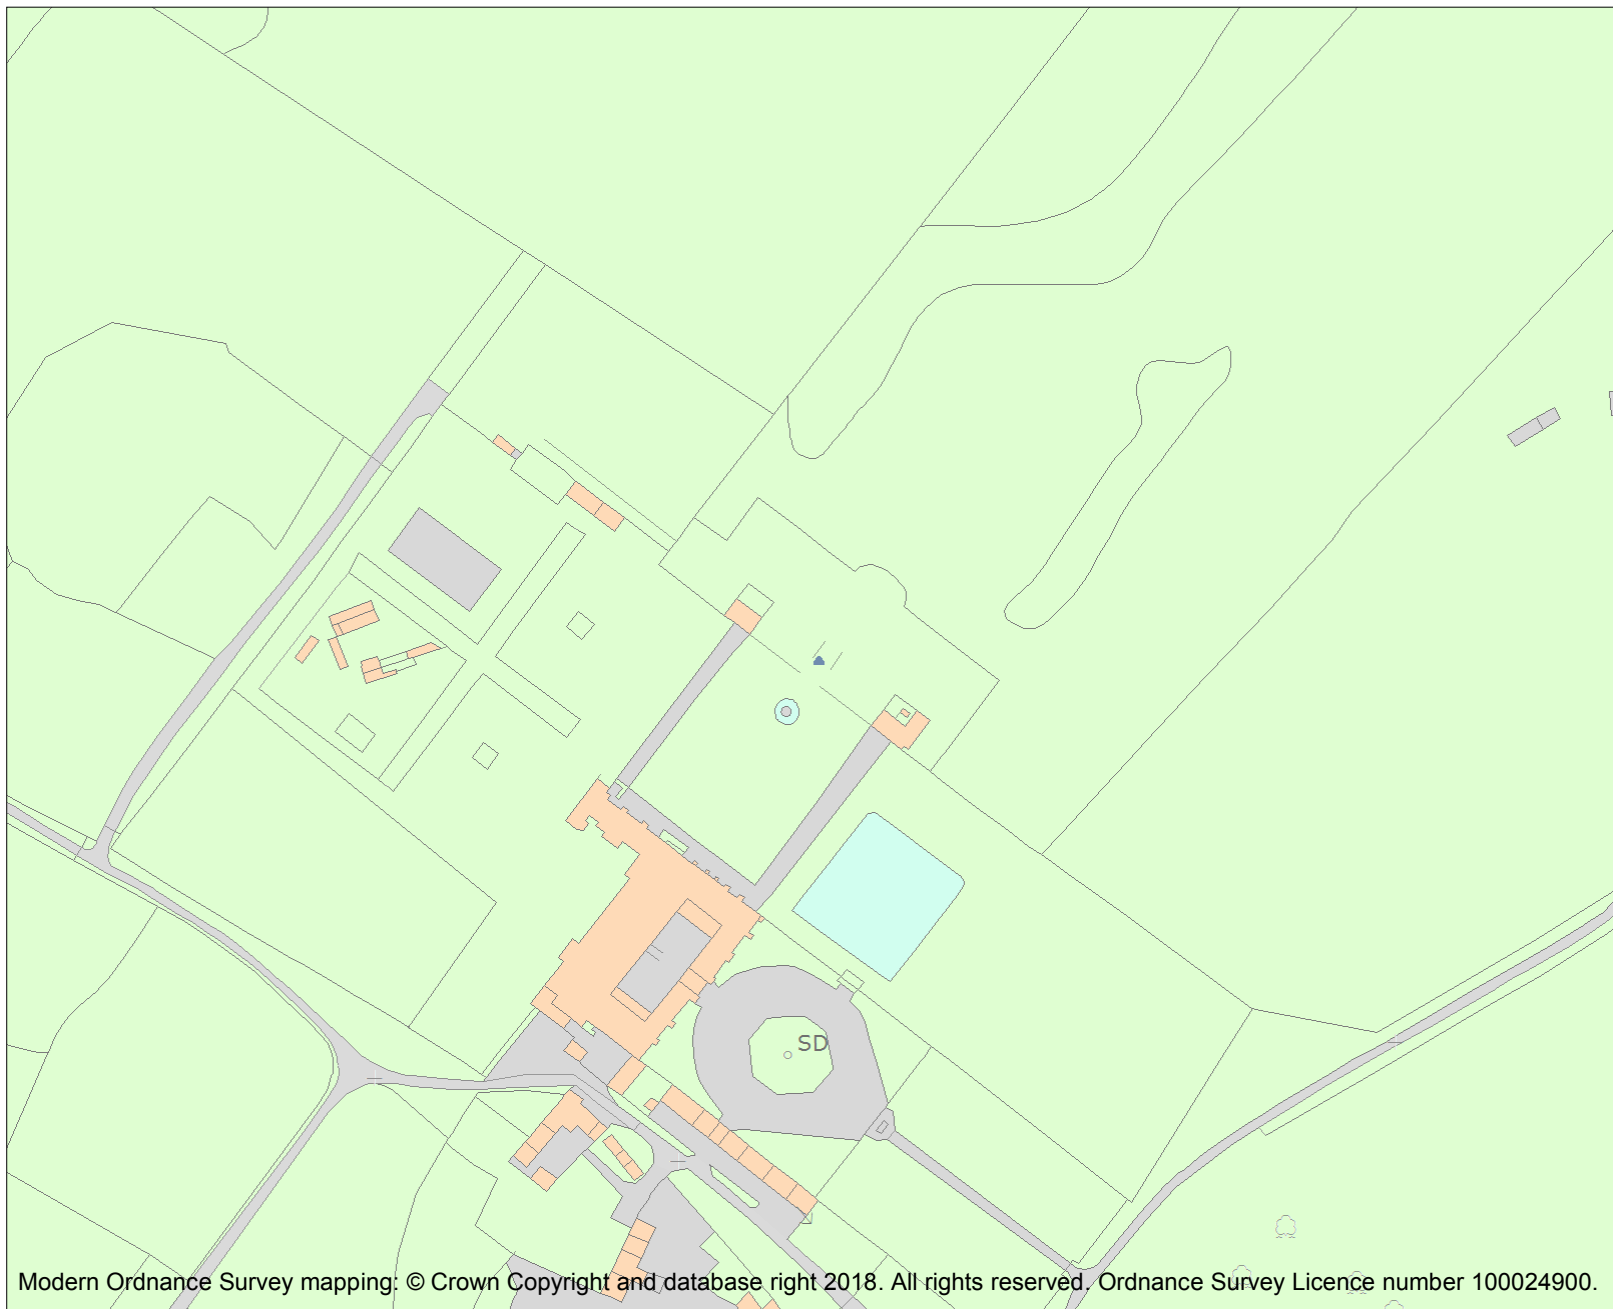 SD
Modern Ordnance Survey mapping: © Crown Copyright and database right 2018. All rights reserved. Ordnance Survey Licence number 100024900.